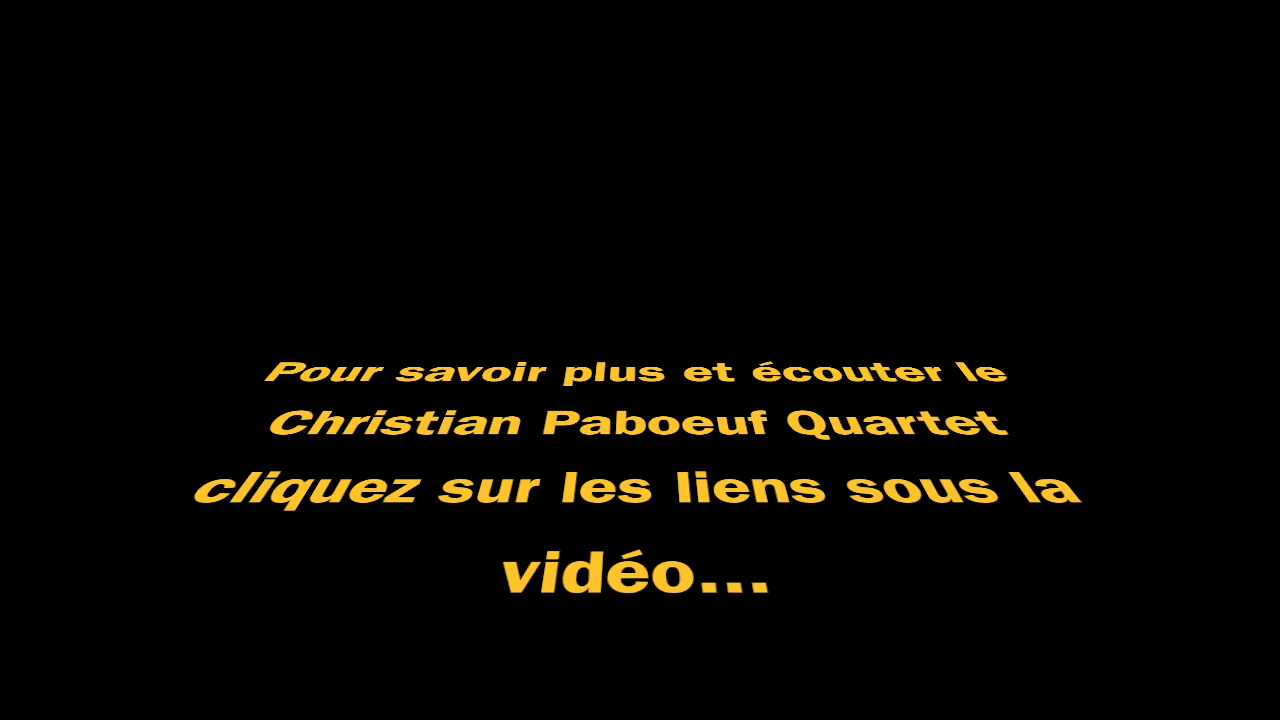 Pour savoir plus et écouter le
Christian Paboeuf Quartet
cliquez sur les liens sous la
vidéo...